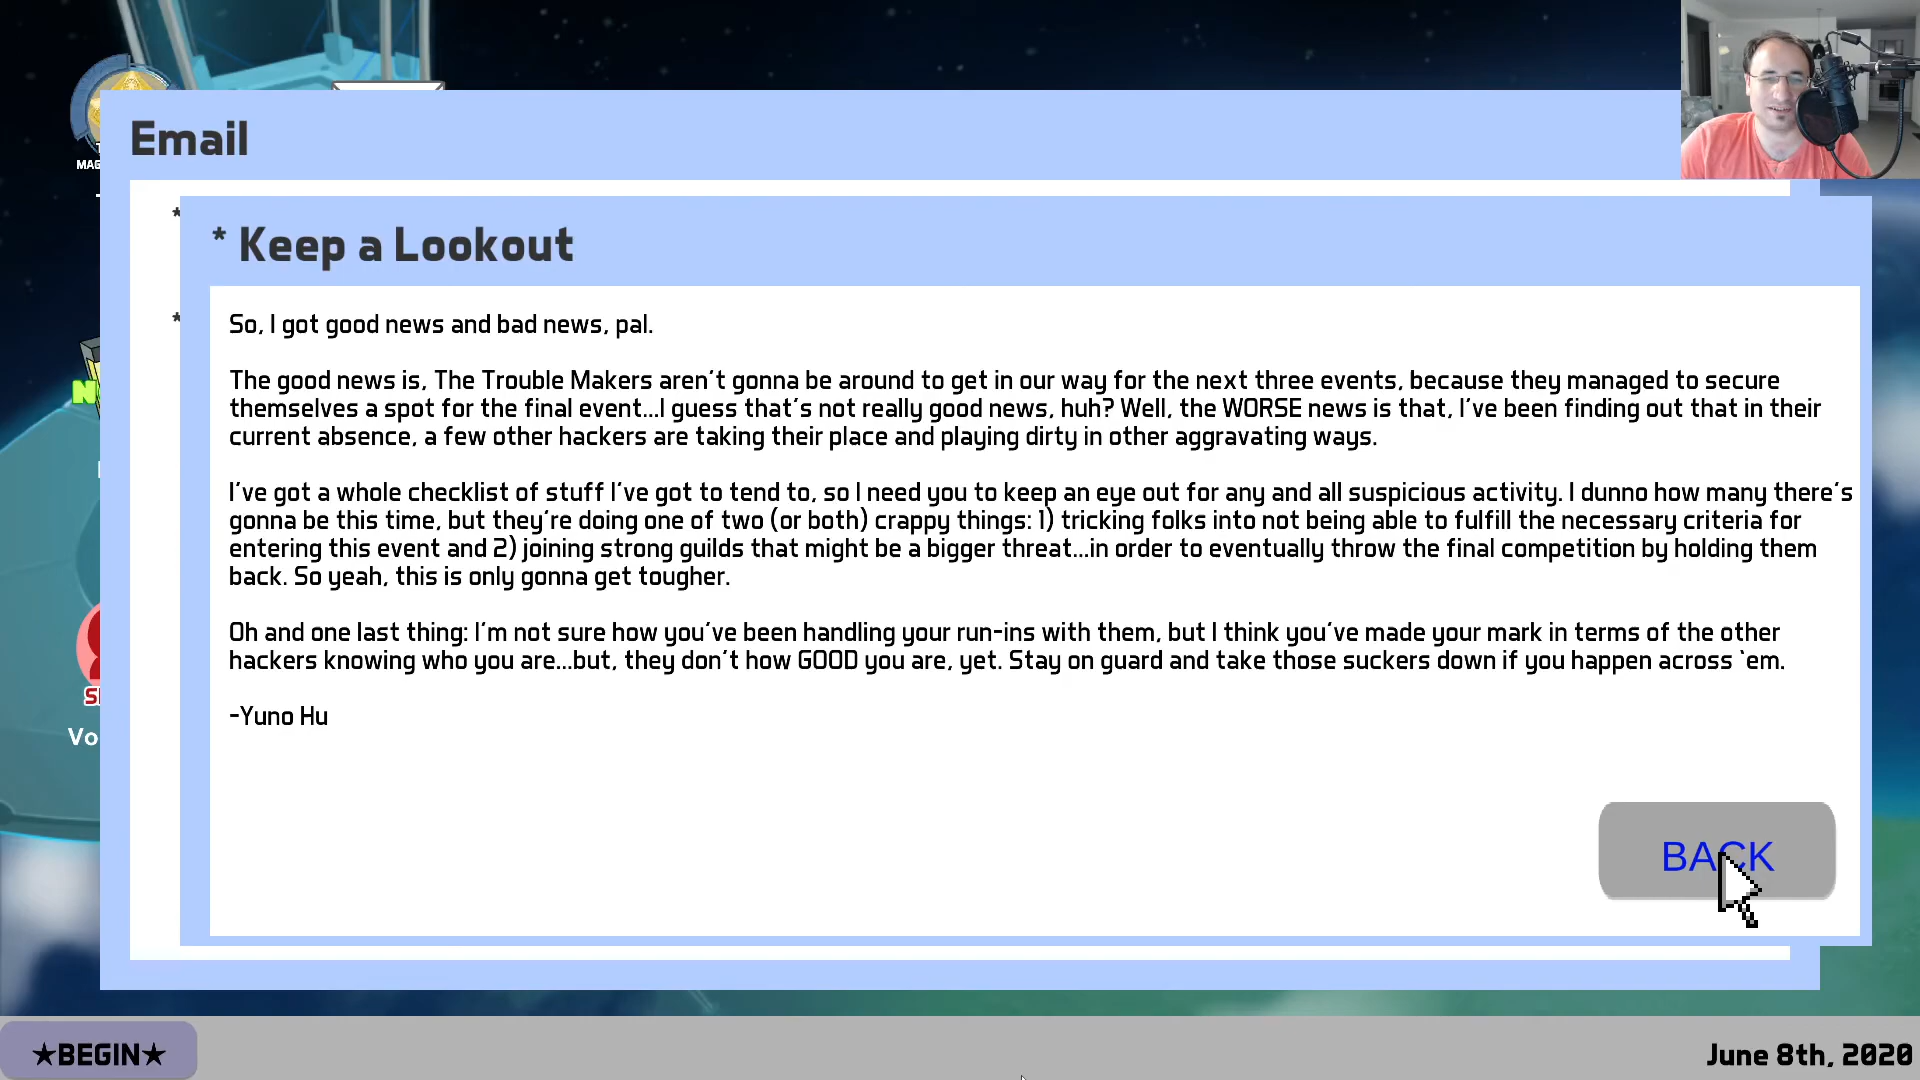 MAG
Email
*
* Keep a Lookout
*
So, I got good news and bad news, pal.
The good news is, The Trouble Makers aren't gonna be around to get in our way for the next three events, because they managed to secure
themselves a spot for the final event...I guess that's not really good news, huh? Well, the WORSE news is that, I've been finding out that in their
current absence, a few other hackers are taking their place and playing dirty in other aggravating ways.
I've got a whole checklist of stuff I've got to tend to, so I need you to keep an eye out for any and all suspicious activity. I dunno how many there's
gonna be this time, but they're doing one of two (or both) crappy things: 1) tricking folks into not being able to fulfill the necessary criteria for
entering this event and 2) joining strong guilds that might be a bigger threat...in order to eventually throw the final competition by holding them
back. So yeah, this is only gonna get tougher.
Oh and one last thing: I'm not sure how you've been handling your run-ins with them, but I think you've made your mark in terms of the other
hackers knowing who you are...but, they don't how GOOD you are, yet. Stay on guard and take those suckers down if you happen across `em.
-Yuno Hu
Vo
BACK
★BEGIN★
June 8th, 2020